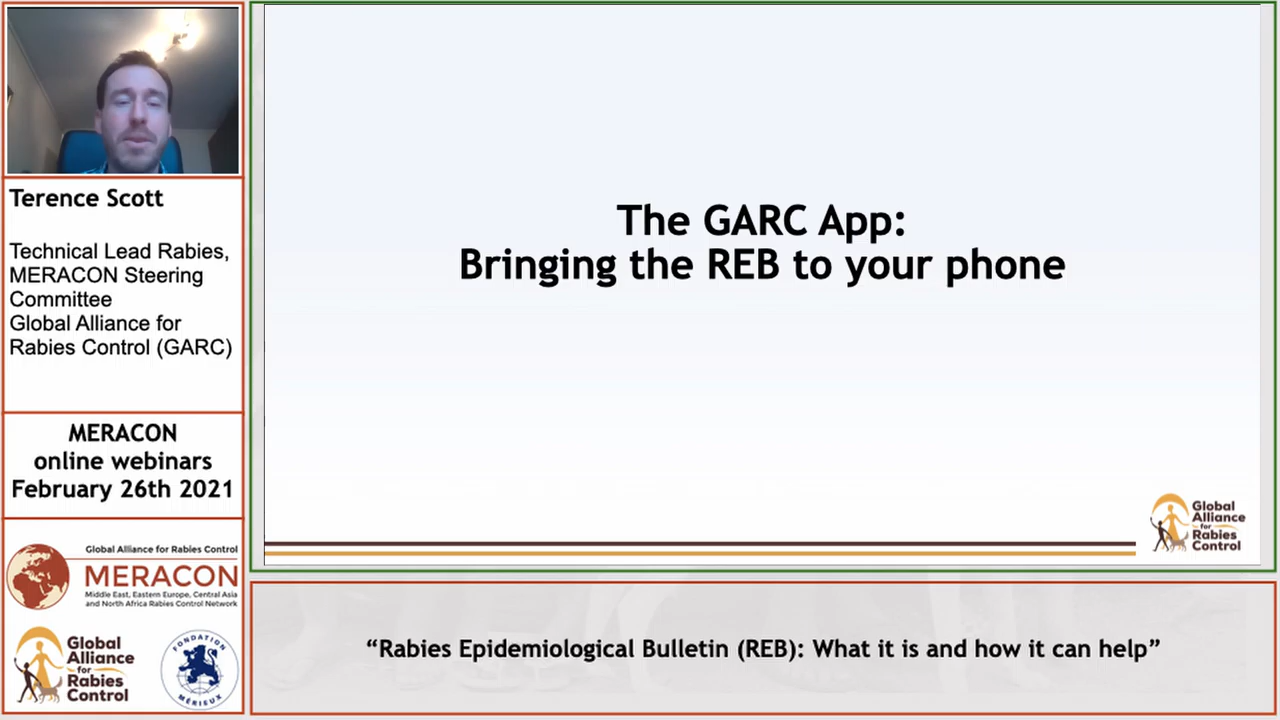 Terence Scott
Technical Lead Rabies,
MERACON Steering
Committee
Global Alliance for
Rabies Control (GARC)
MERACON
online webinars
February 26th 2021
Global Alliance for Rabies Control
MERACON
Middle East, Eastern Europe, Central Asia
and North Africa Rabies Control Network
Global
Alliance
for
Rabies
Control
FONDATION
MÉRIEUX
The GARC App:
Bringing the REB to your phone
Global
Alliance
for
Rabies
Control
“Rabies Epidemiological Bulletin (REB): What it is and how it can help”